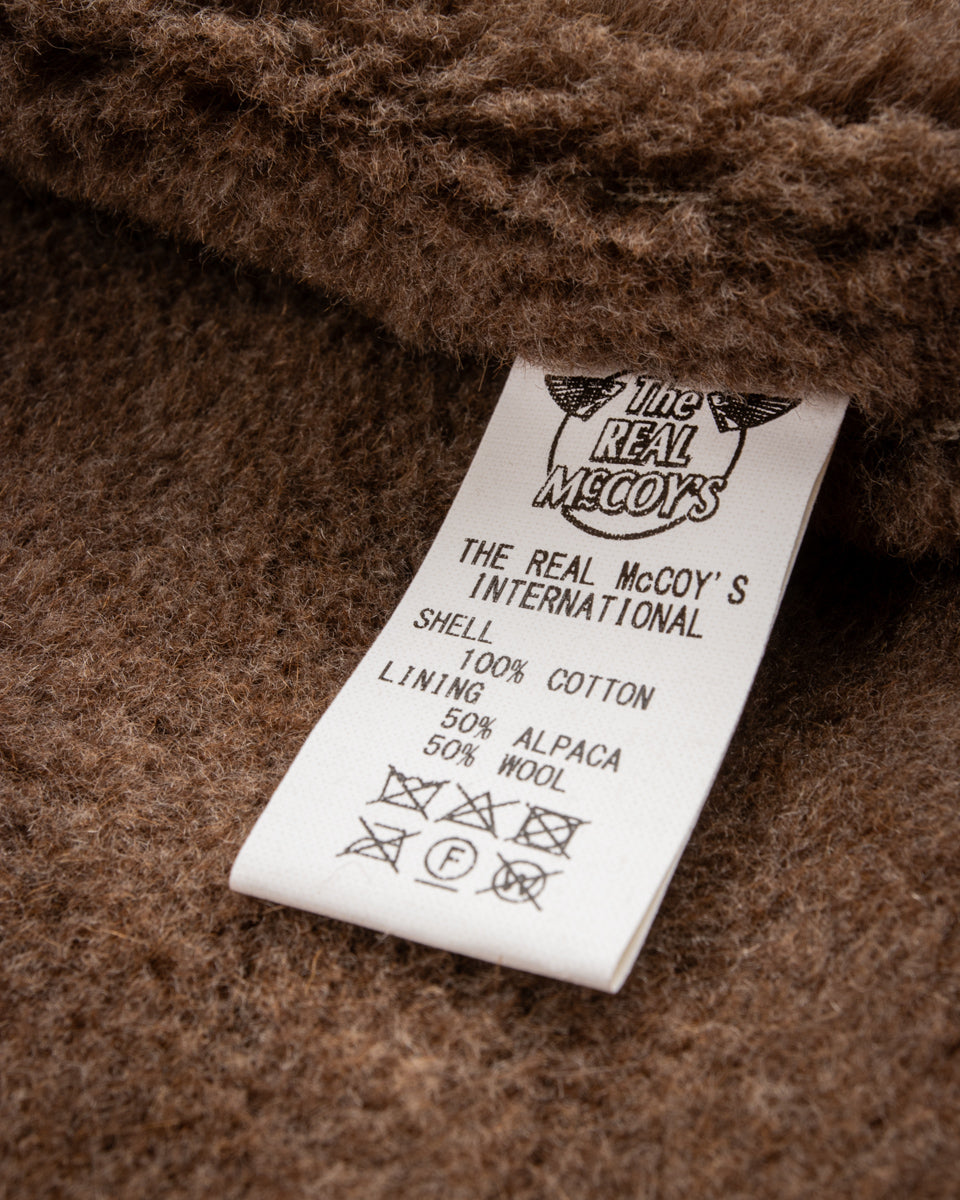 The
REAL
McCOY'S
THE REAL McCOY'S
INTERNATIONAL
SHELL
100% COTTON
LINING
50% ALPACA
50% WOOL
F
W